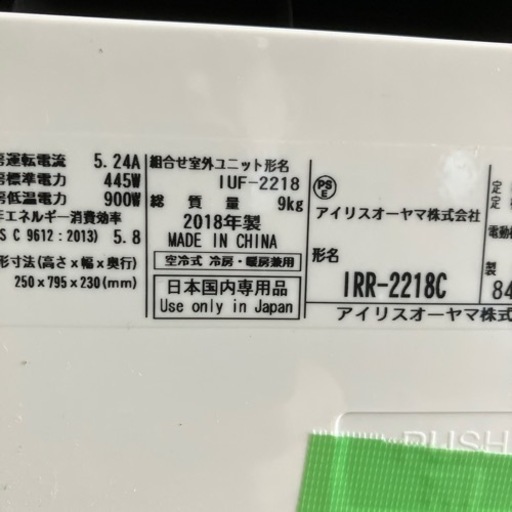 運転電流 5.24A
標準電力 445W
低温電力 900W
エネルギー消費効率
S C 9612:2013) 5.8
形寸法(高さ×幅×奥行)
250×795×230(mm)
組合せ室外ユニット形名
IUF-2218
総質量 9kg
2018年製
MADE IN CHINA
空冷式 冷房・暖房兼用
日本国内専用品
Use only in Japan
PSE
アイリスオーヤマ株式会社
形名
IRR-2218C
アイリスオーヤマ株式
定
定
電動
製
84
PUSH